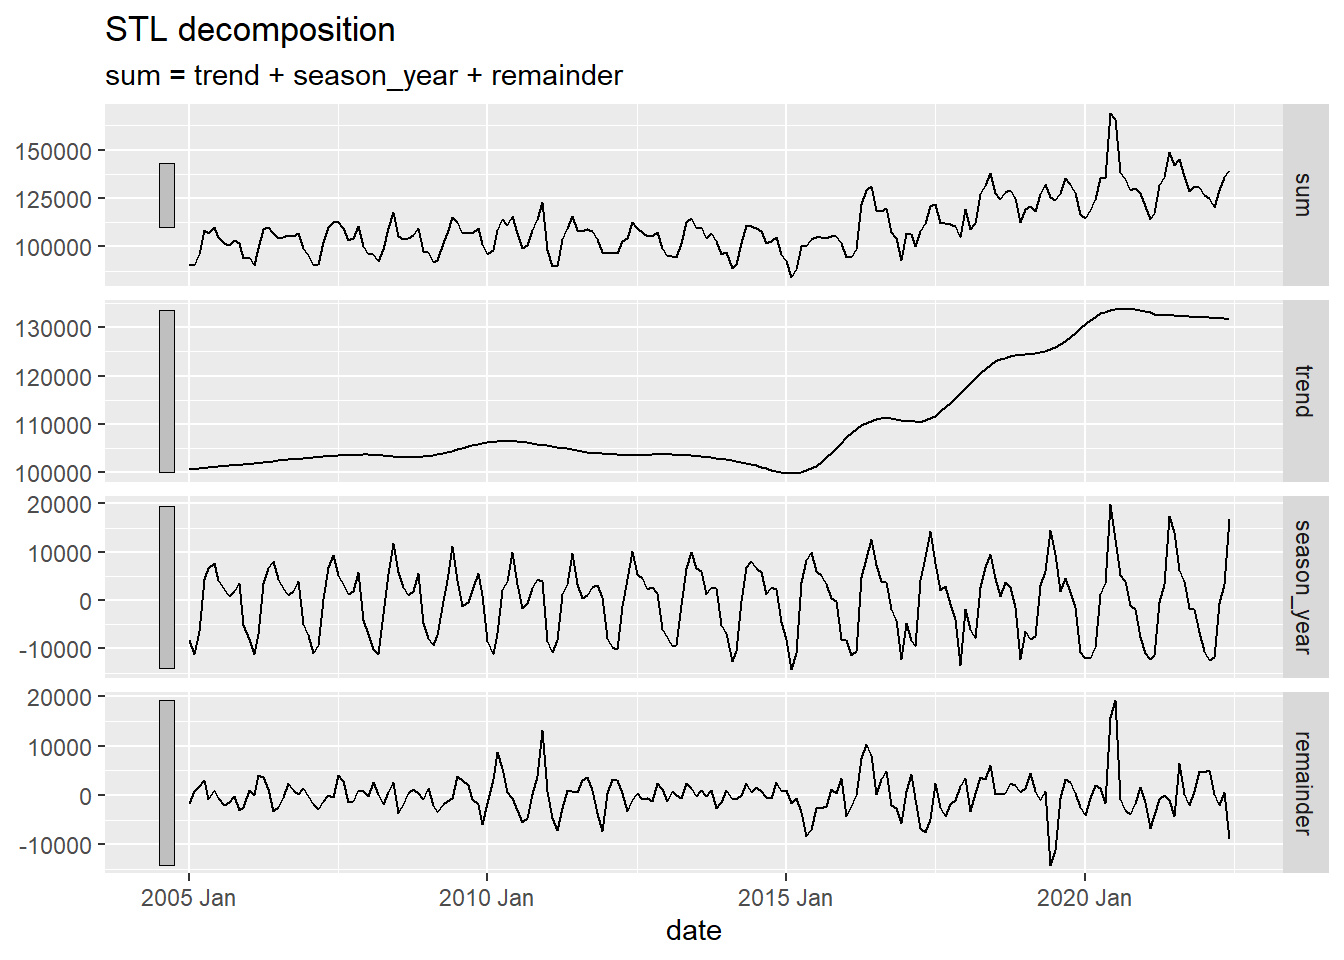 STL decomposition
sum = trend + season_year + remainder
150000
125000
100000
sum
130000
120000
110000
100000
trend
20000
10000
0
-10000
season_year
20000
10000
0
-10000
remainder
2005 Jan
2010 Jan
2015 Jan
2020 Jan
date